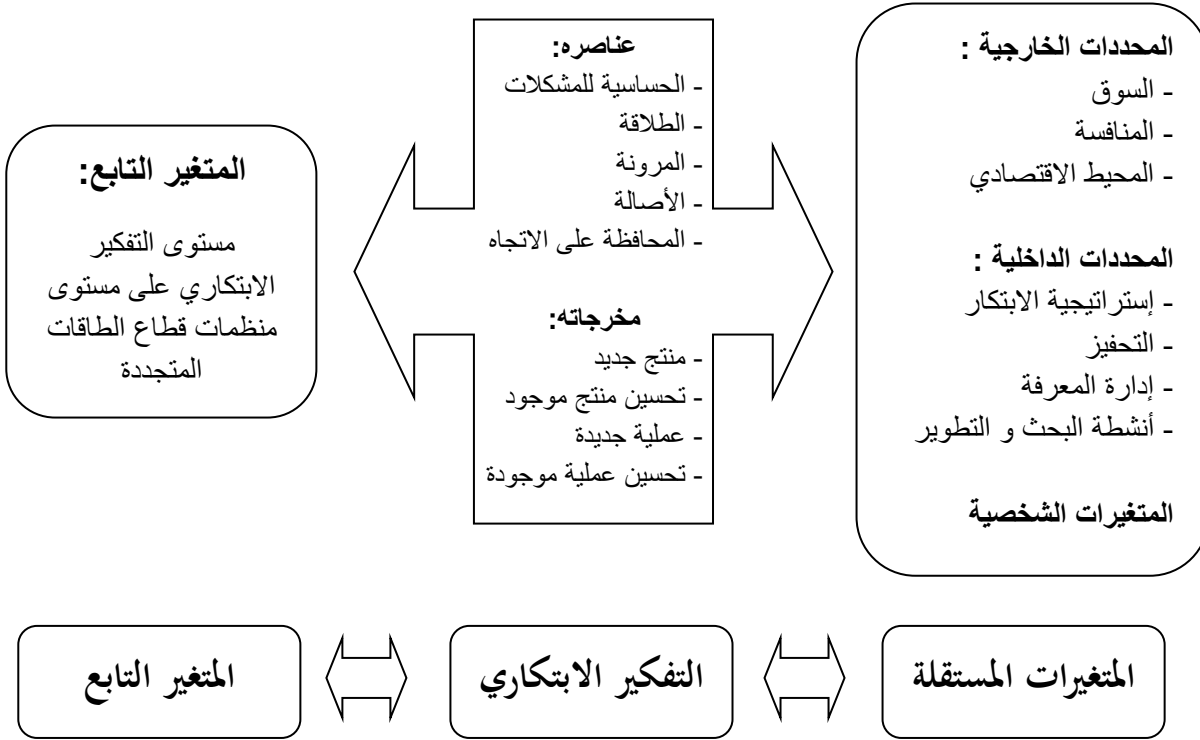 المحددات الخارجية :
- السوق
- المنافسة
- المحيط الاقتصادي
المحددات الداخلية :
- إستراتيجية الابتكار
- التحفيز
- إدارة المعرفة
- أنشطة البحث و التطوير
المتغيرات الشخصية
عناصره:
- الحساسية للمشكلات
- الطلاقة
- المرونة
- الأصالة
- المحافظة على الاتجاه
مخرجاته:
- منتج جديد
- تحسين منتج موجود
- عملية جديدة
- تحسين عملية موجودة
المتغير التابع:
مستوى التفكير
الابتكاري على مستوى
منظمات قطاع الطاقات
المتجددة
المتغيرات المستقلة
التفكير الابتكاري
المتغير التابع